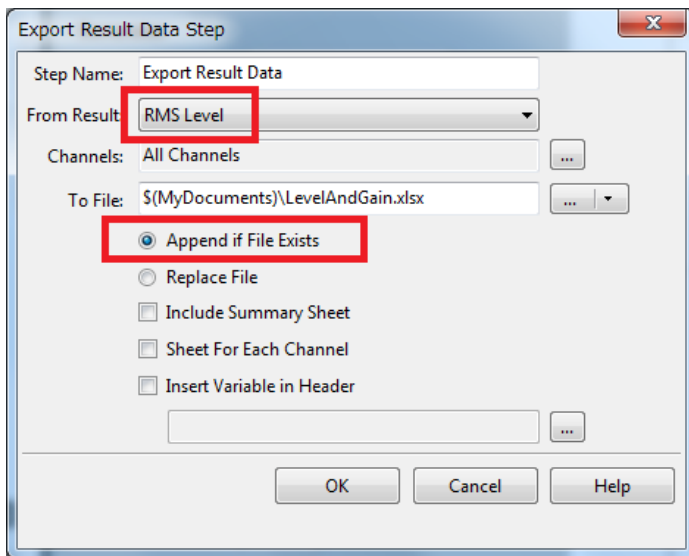 Export Result Data Step
Step Name: Export Result Data
From Result: RMS Level
Channels: All Channels
...
To File: $(MyDocuments)\LevelAndGain.xlsx
...
Append if File Exists
Replace File
Include Summary Sheet
Sheet For Each Channel
Insert Variable in Header
...
OK Cancel Help